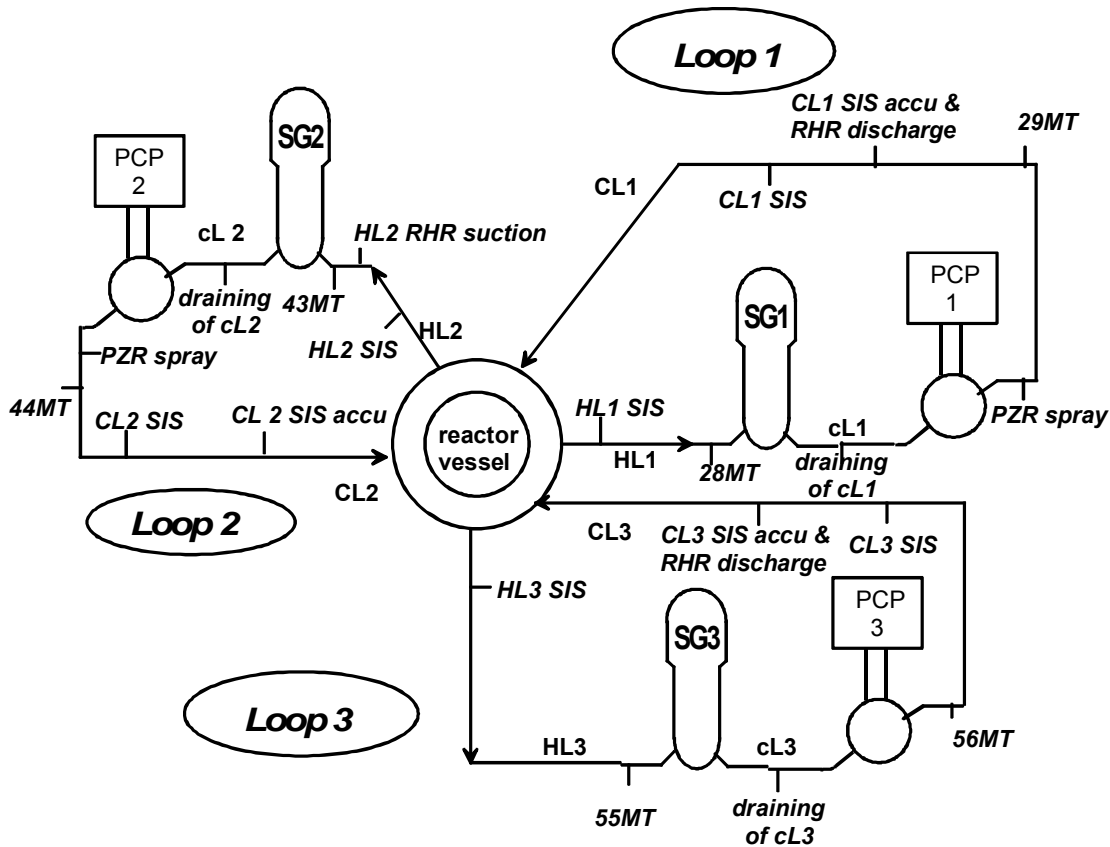 Loop 1
CL1 SIS accu &
RHR discharge
29MT
CL1
CL1 SIS
SG2
PCP
2
cL 2
HL2 RHR suction
draining
of cL2
43MT
HL2
HL2 SIS
PZR spray
44MT
CL2 SIS
CL 2 SIS accu
CL2
Loop 2
reactor
vessel
PCP
1
SG1
HL1 SIS
HL1
28MT
cL1
draining
of cL1
PZR spray
CL3
CL3 SIS accu &
RHR discharge
CL3 SIS
HL3 SIS
PCP
3
SG3
Loop 3
HL3
55MT
cL3
draining
of cL3
56MT